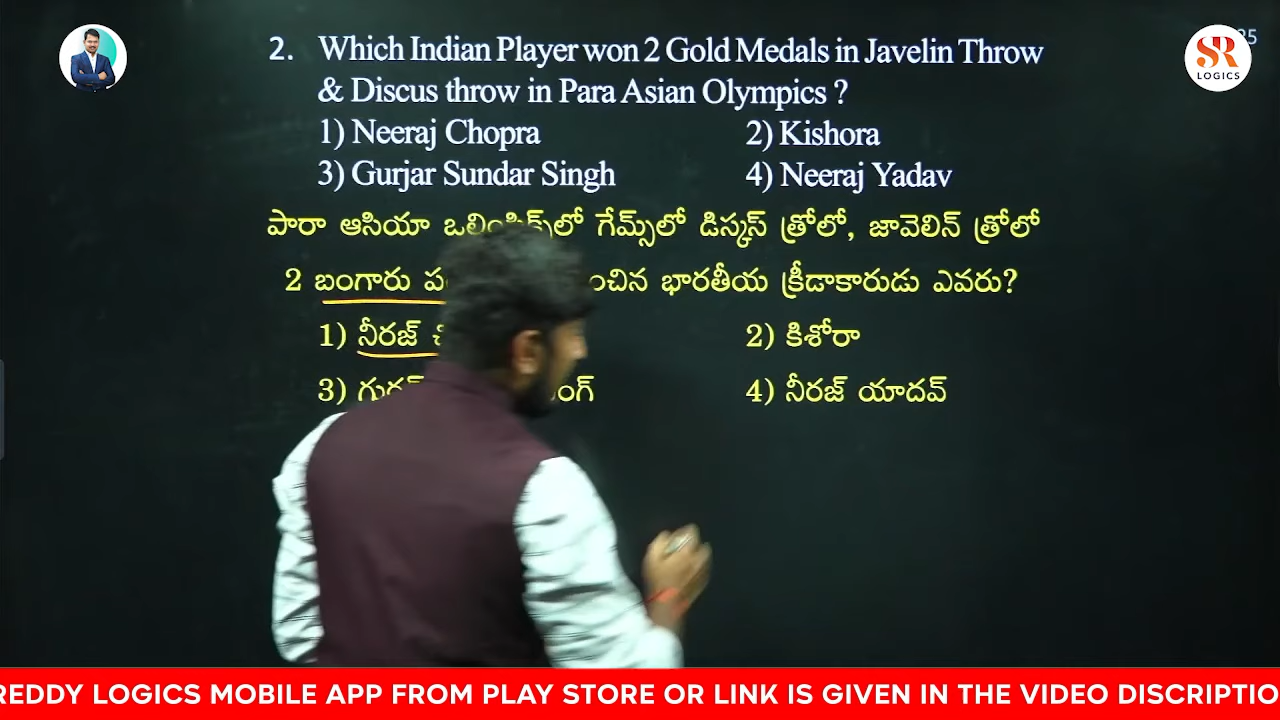 2. Which Indian Player won 2 Gold Medals in Javelin Throw
& Discus throw in Para Asian Olympics ?
1) Neeraj Chopra 2) Kishora
3) Gurjar Sundar Singh 4) Neeraj Yadav
పారా ఆసియా ఒలింపిక్స్‌లో గేమ్స్‌లో డిస్కస్ త్రోలో, జావెలిన్ త్రోలో
2 బంగారు భారతీయ క్రీడాకారుడు ఎవరు?
1) నీరజ్ 2) కిశోరా
3) 4) నీరజ్ యాదవ్
SR
LOGICS
REDDY LOGICS MOBILE APP FROM PLAY STORE OR LINK IS GIVEN IN THE VIDEO DISCRIPTIO